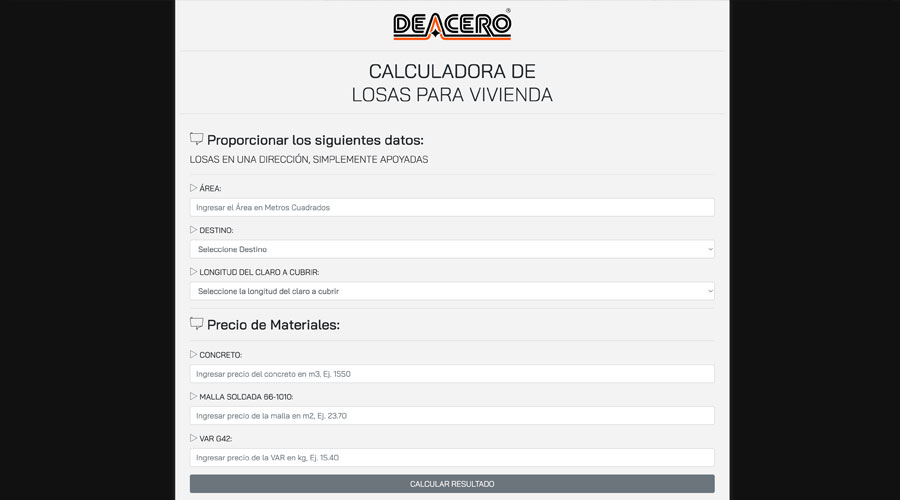 DEACERO®
CALCULADORA DE
LOSAS PARA VIVIENDA
Proporcionar los siguientes datos:
LOSAS EN UNA DIRECCIÓN, SIMPLEMENTE APOYADAS
ÁREA:
Ingresar el Área en Metros Cuadrados
DESTINO:
Seleccione Destino
LONGITUD DEL CLARO A CUBRIR:
Seleccione la longitud del claro a cubrir
Precio de Materiales:
CONCRETO:
Ingresar precio del concreto en m3, Ej. 1550
MALLA SOLDADA 66-1010:
Ingresar precio de la malla en m2, Ej. 23.70
VAR G42:
Ingresar precio de la VAR en kg, Ej. 15.40
CALCULAR RESULTADO